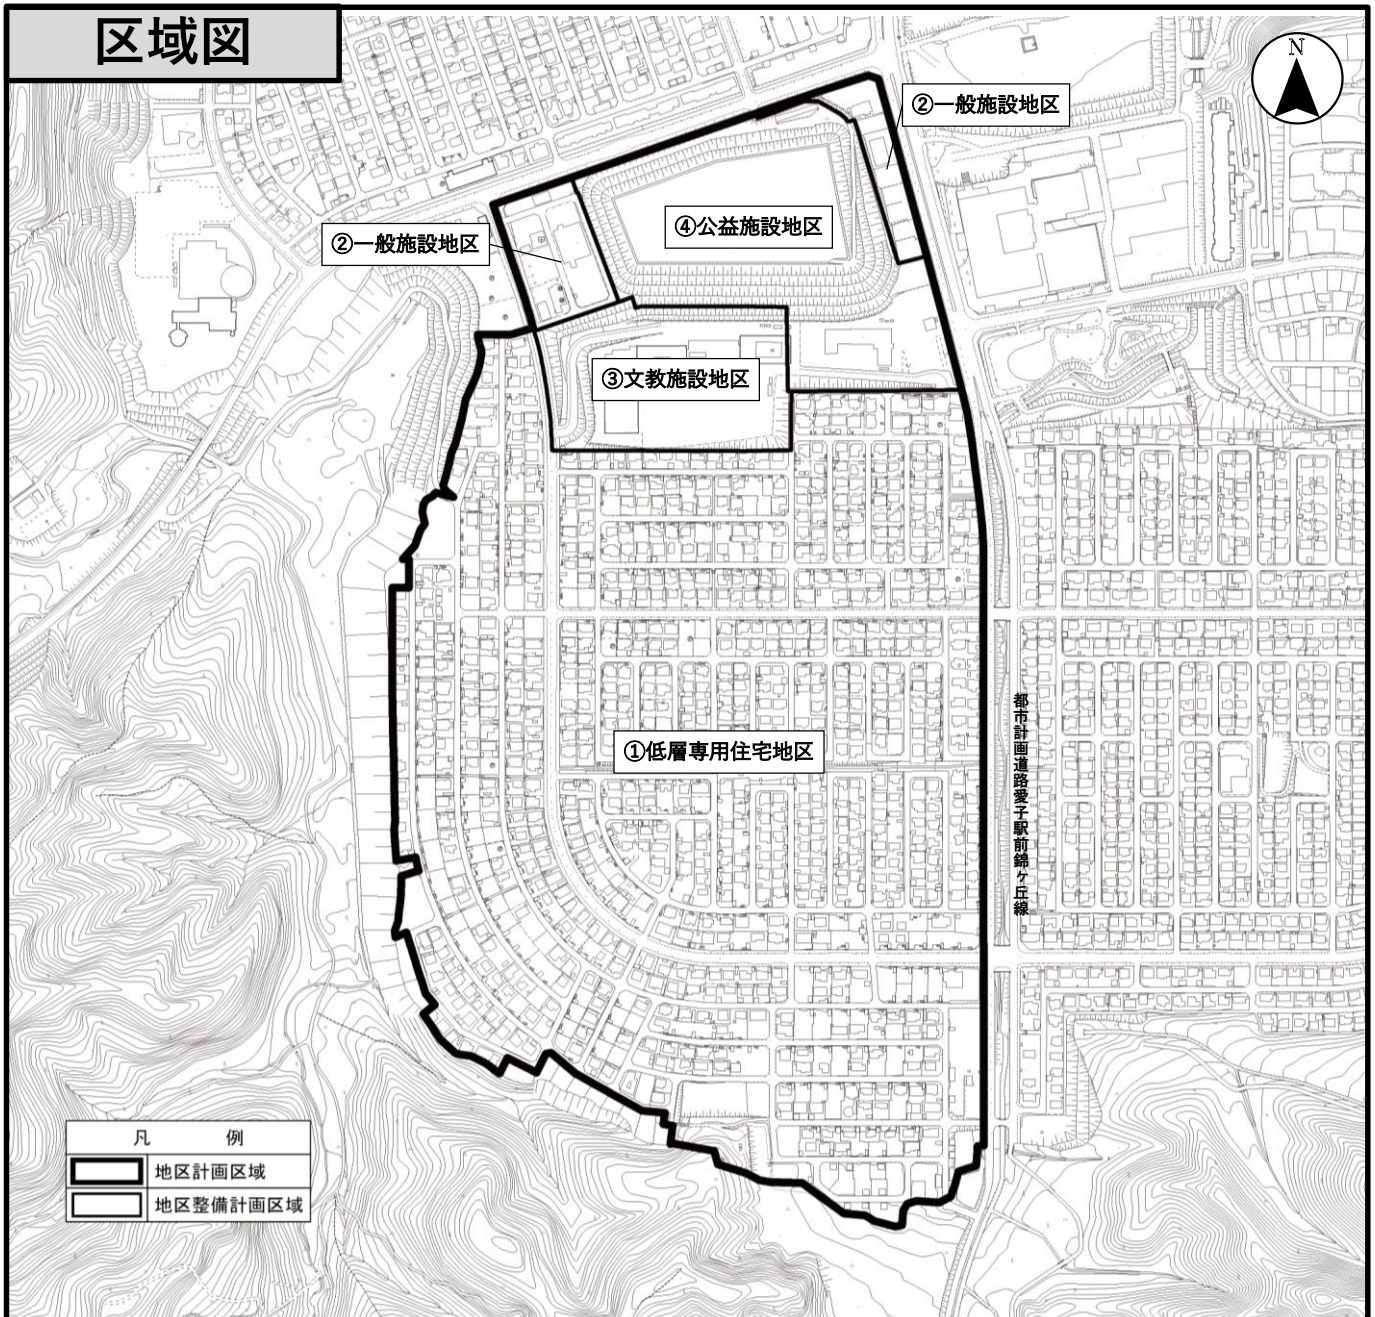 区域図
N
②一般施設地区
④公益施設地区
②一般施設地区
③文教施設地区
①低層専用住宅地区
都市計画道路愛子駅前錦ケ丘線
凡 例
地区計画区域
地区整備計画区域